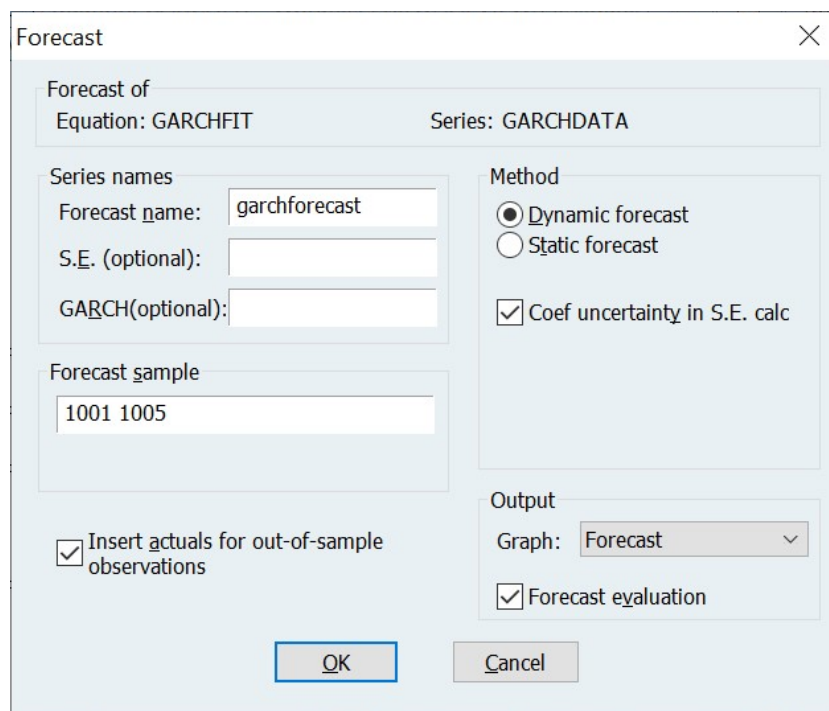 Forecast
Forecast of
Equation: GARCHFIT Series: GARCHDATA
Series names
Forecast name: garchforecast
S.E. (optional):
GARCH(optional):
Method
Dynamic forecast
Static forecast
Coef uncertainty in S.E. calc
Forecast sample
1001 1005
Insert actuals for out-of-sample
observations
Output
Graph: Forecast
Forecast evaluation
OK Cancel